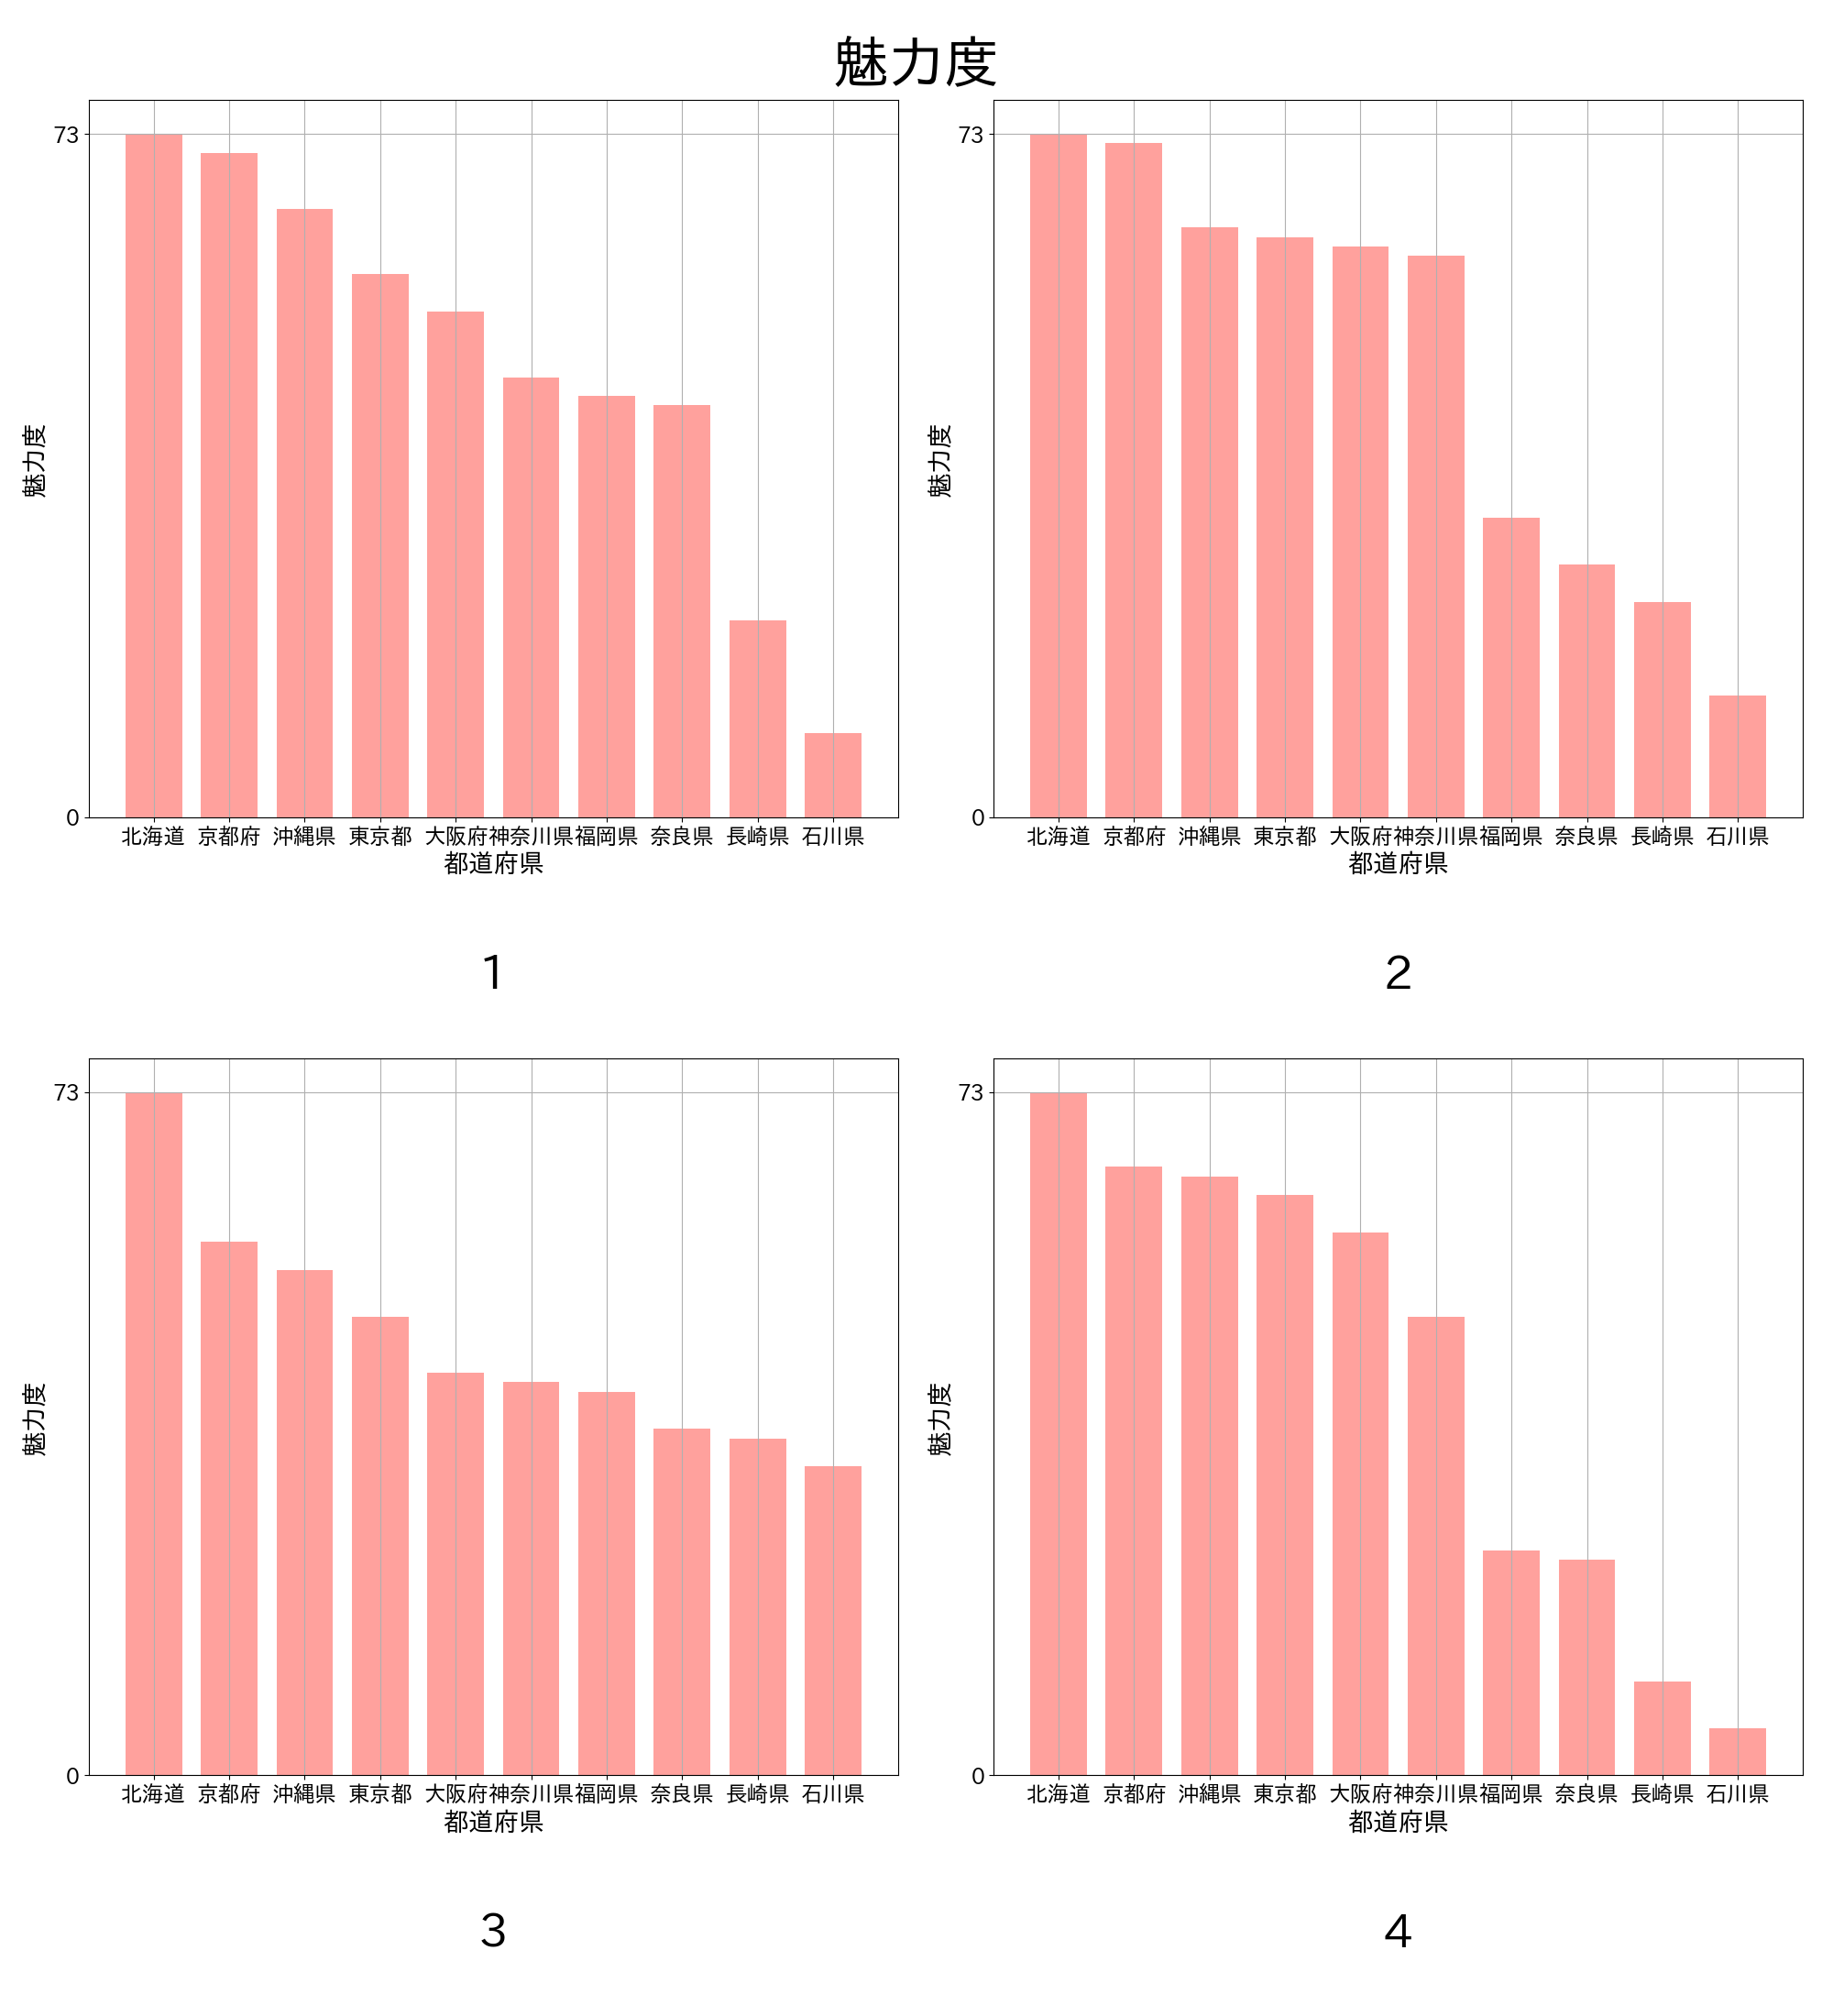 魅力度
73
魅力度
0
北海道 京都府 沖縄県 東京都 大阪府 神奈川県 福岡県 奈良県 長崎県 石川県
都道府県
1
73
魅力度
0
北海道 京都府 沖縄県 東京都 大阪府 神奈川県 福岡県 奈良県 長崎県 石川県
都道府県
2
73
魅力度
0
北海道 京都府 沖縄県 東京都 大阪府 神奈川県 福岡県 奈良県 長崎県 石川県
都道府県
3
73
魅力度
0
北海道 京都府 沖縄県 東京都 大阪府 神奈川県 福岡県 奈良県 長崎県 石川県
都道府県
4